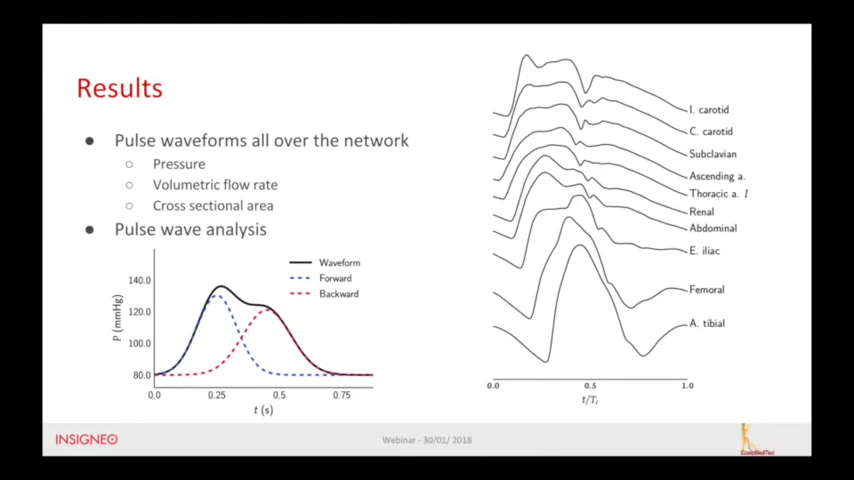 Results
● Pulse waveforms all over the network
○ Pressure
○ Volumetric flow rate
○ Cross sectional area
● Pulse wave analysis
Waveform
Forward
Backward
140.0
120.0
100.0
80.0
P (mmHg)
0.0 0.25 0.5 0.75
t (s)
I. carotid
C. carotid
Subclavian
Ascending a.
Thoracic a. I
Renal
Abdominal
E. iliac
Femoral
A. tibial
0.0 0.5 1.0
t/Tc
INSIGNEO
Webinar - 30/01/ 2018
CompBioMed